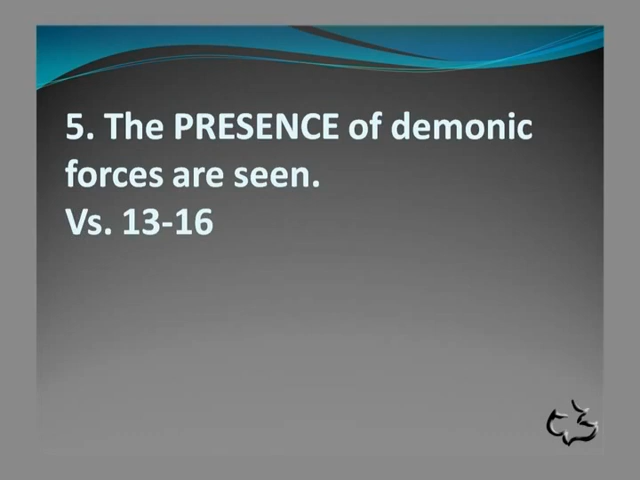 5. The PRESENCE of demonic
forces are seen.
Vs. 13-16